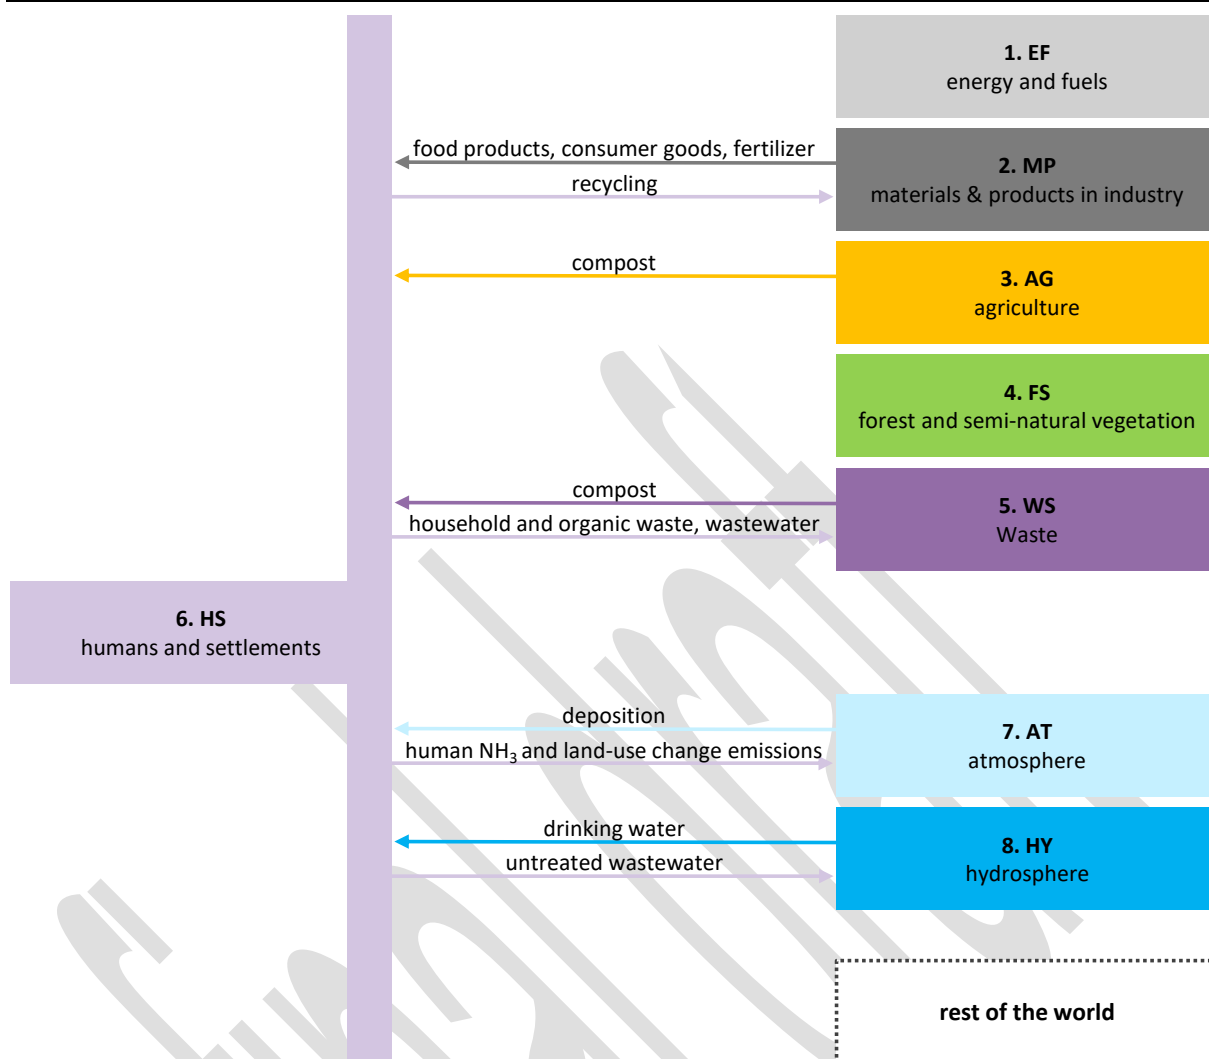 1. EF
energy and fuels
food products, consumer goods, fertilizer
recycling
2. MP
materials & products in industry
compost
3. AG
agriculture
4. FS
forest and semi-natural vegetation
compost
household and organic waste, wastewater
5. WS
Waste
6. HS
humans and settlements
deposition
human NH₃ and land-use change emissions
7. AT
atmosphere
drinking water
untreated wastewater
8. HY
hydrosphere
rest of the world